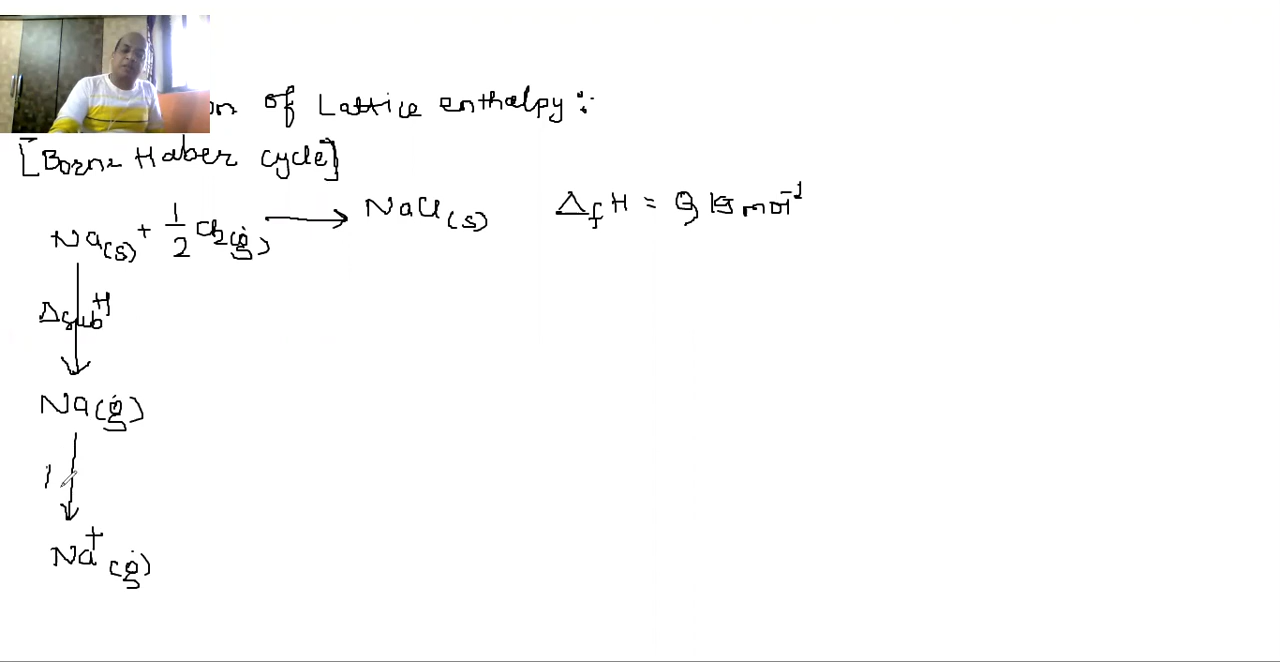 of Lattice enthalpy :-
[Born- Haber cycle]
Na(s) + 1/2 Cl2(g) → NaCl(s) ΔfH = Q kJ mol⁻¹
ΔsubH
Na(g)
Na⁺(g)